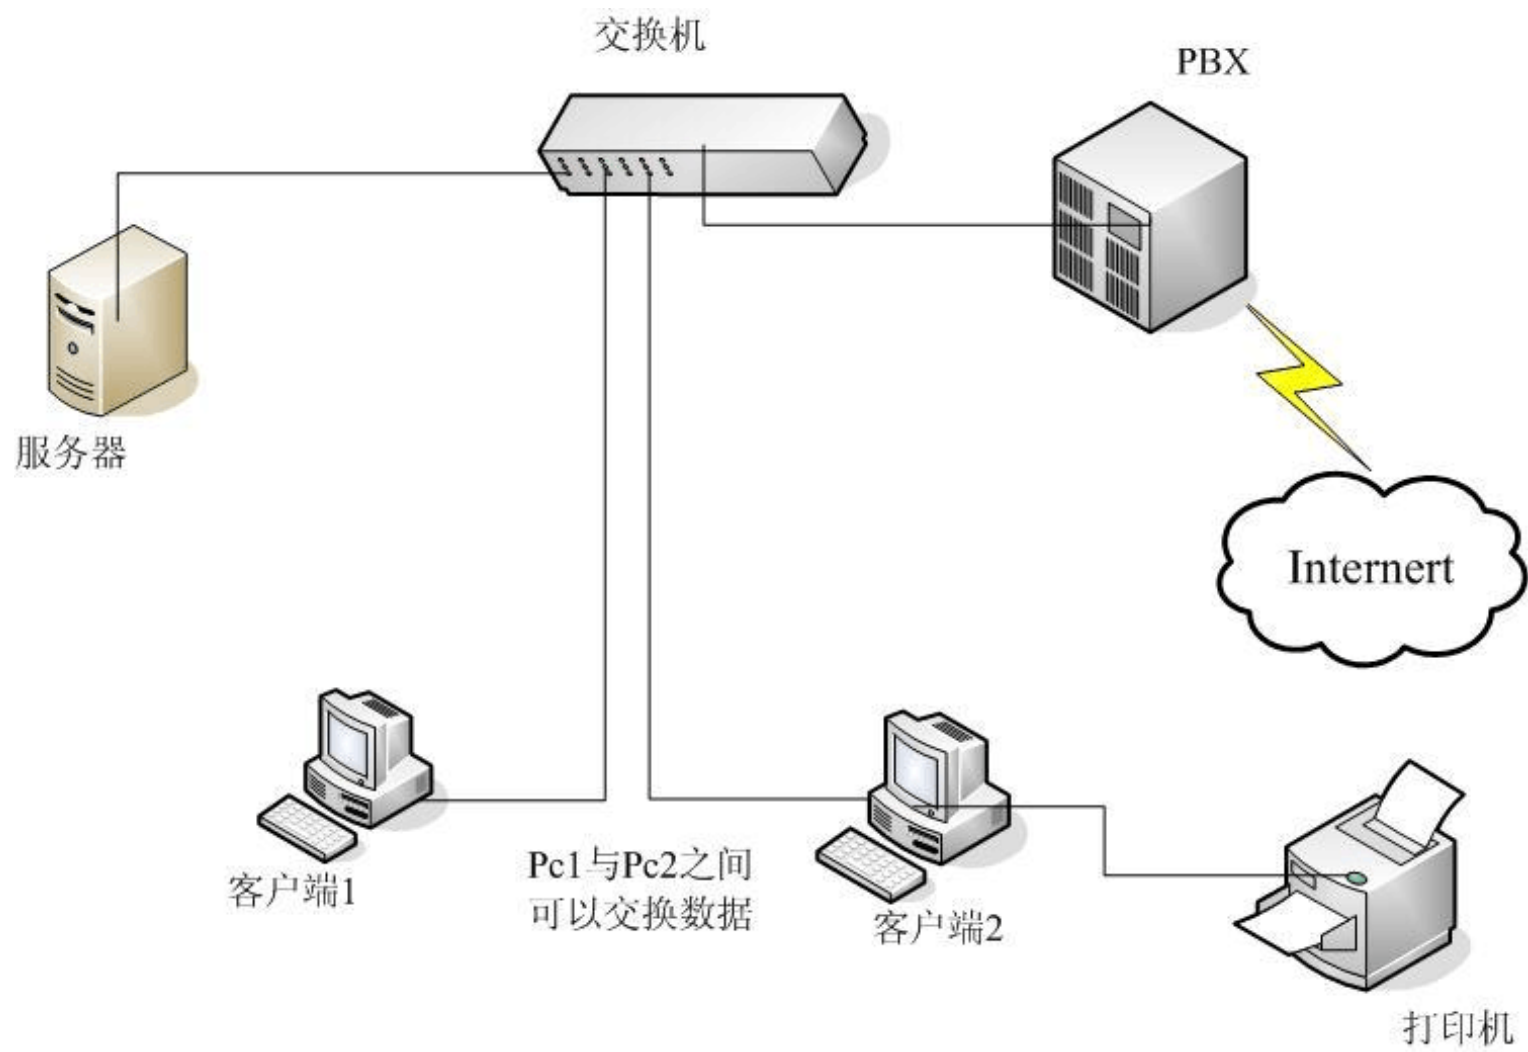 交换机
PBX
服务器
Internert
客户端1
Pc1与Pc2之间
可以交换数据
客户端2
打印机